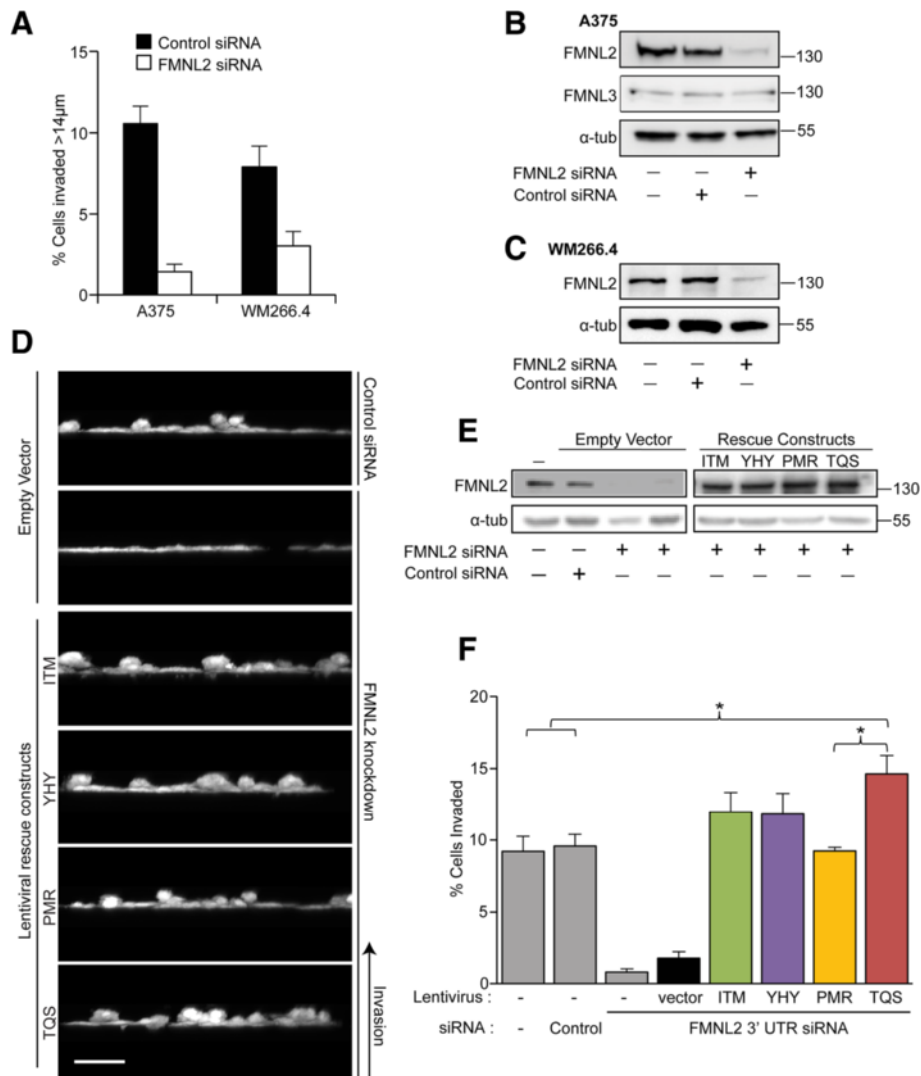 A
Control siRNA
FMNL2 siRNA
% Cells invaded >14µm
10
5
0
A375
WM266.4
B
A375
FMNL2
130
FMNL3
130
α-tub
55
FMNL2 siRNA – – +
Control siRNA – + –
C
WM266.4
FMNL2
130
α-tub
55
FMNL2 siRNA – – +
Control siRNA – + –
D
Empty Vector
Lentiviral rescue constructs
ITM
YHY
PMR
TQS
Control siRNA
FMNL2 knockdown
Invasion
E
Empty Vector
Rescue Constructs
–
ITM YHY PMR TQS
FMNL2
130
α-tub
55
FMNL2 siRNA – – + + + + + +
Control siRNA – + – – – – – –
F
% Cells Invaded
20
15
10
5
0
*
*
Lentivirus : - - - vector ITM YHY PMR TQS
siRNA : - Control FMNL2 3' UTR siRNA